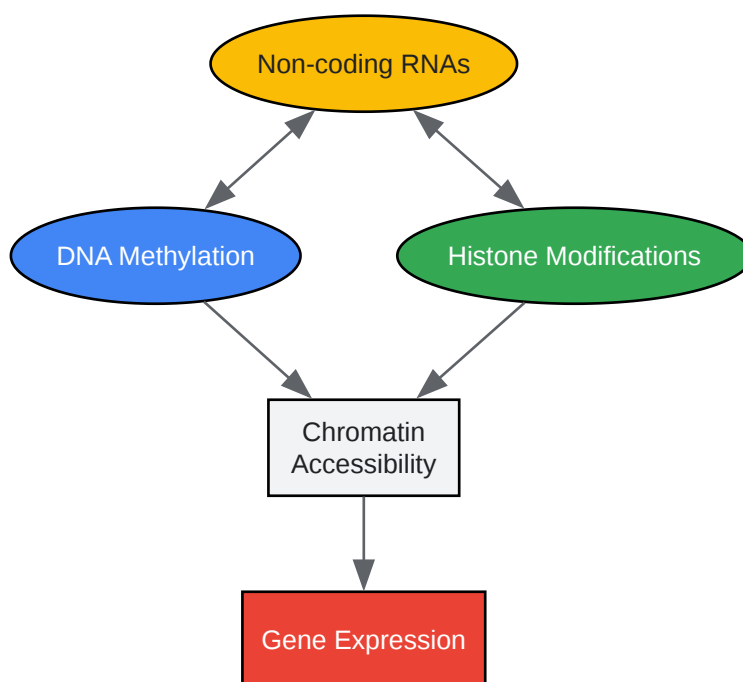 Non-coding RNAs
DNA Methylation
Histone Modifications
Chromatin
Accessibility
Gene Expression